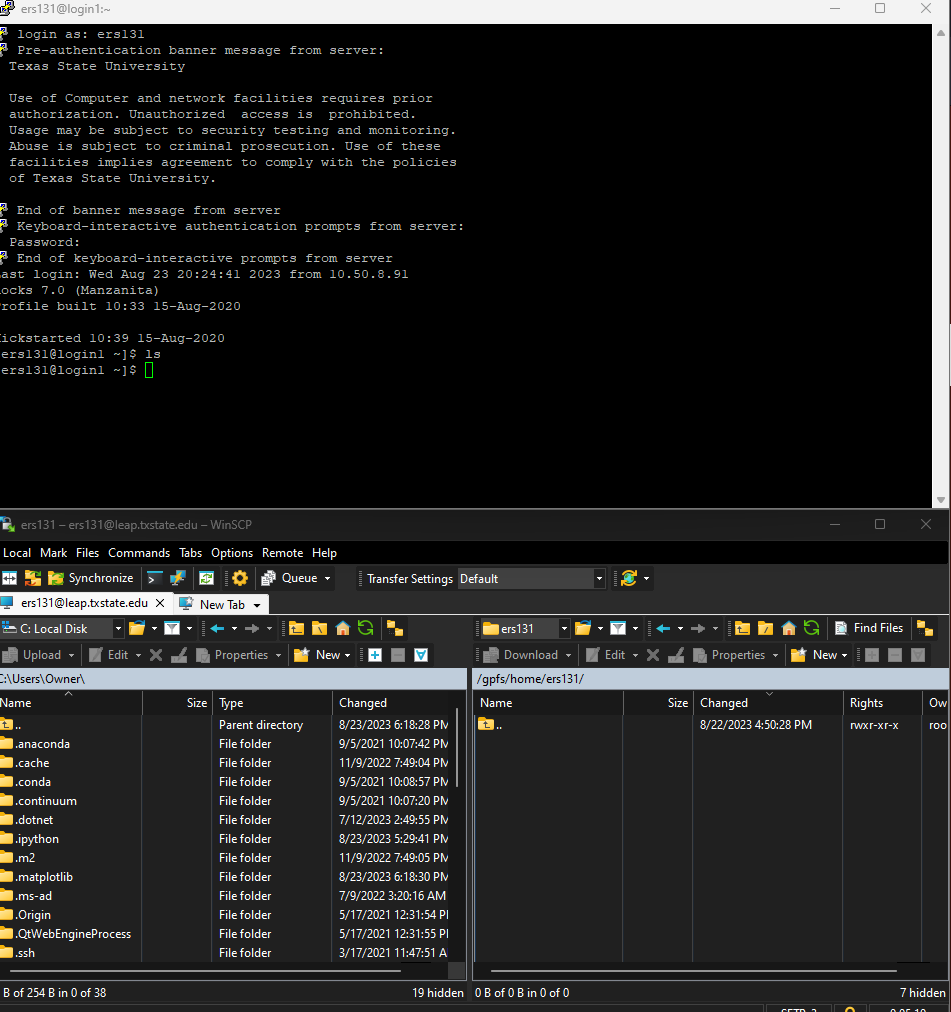 ers131@login1:~
login as: ers131
Pre-authentication banner message from server:
Texas State University
Use of Computer and network facilities requires prior
authorization. Unauthorized  access is  prohibited.
Usage may be subject to security testing and monitoring.
Abuse is subject to criminal prosecution. Use of these
facilities implies agreement to comply with the policies
of Texas State University.
End of banner message from server
Keyboard-interactive authentication prompts from server:
Password:
End of keyboard-interactive prompts from server
ast login: Wed Aug 23 20:24:41 2023 from 10.50.8.91
ocks 7.0 (Manzanita)
rofile built 10:33 15-Aug-2020
ickstarted 10:39 15-Aug-2020
ers131@login1 ~]$ ls
ers131@login1 ~]$
ers131 – ers131@leap.txstate.edu – WinSCP
Local Mark Files Commands Tabs Options Remote Help
Synchronize Queue Transfer Settings Default
ers131@leap.txstate.edu New Tab
C: Local Disk ers131 Find Files
Upload Edit Properties New Download Edit Properties New
C:\Users\Owner\ /gpfs/home/ers131/
Name Size Type Changed Name Size Changed Rights Ow
.. Parent directory 8/23/2023 6:18:28 PM .. 8/22/2023 4:50:28 PM rwxr-xr-x roo
.anaconda File folder 9/5/2021 10:07:42 PM
.cache File folder 11/9/2022 7:49:04 PM
.conda File folder 9/5/2021 10:08:57 PM
.continuum File folder 9/5/2021 10:07:20 PM
.dotnet File folder 7/12/2023 2:49:55 PM
.ipython File folder 8/23/2023 5:29:41 PM
.m2 File folder 11/9/2022 7:49:05 PM
.matplotlib File folder 8/23/2023 6:18:30 PM
.ms-ad File folder 7/9/2022 3:20:16 AM
.Origin File folder 5/17/2021 12:31:54 P
.QtWebEngineProcess File folder 5/17/2021 12:31:55 P
.ssh File folder 3/17/2021 11:47:51 A
B of 254 B in 0 of 38 19 hidden 0 B of 0 B in 0 of 0 7 hidden